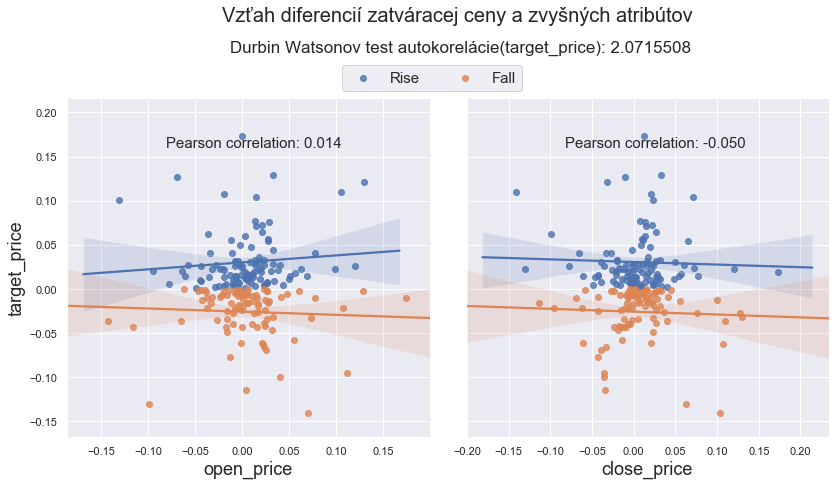 Vzťah diferencií zatváracej ceny a zvyšných atribútov
Durbin Watsonov test autokorelácie(target_price): 2.0715508
Rise Fall
Pearson correlation: 0.014
Pearson correlation: -0.050
target_price
0.20
0.15
0.10
0.05
0.00
−0.05
−0.10
−0.15
−0.15 −0.10 −0.05 0.00 0.05 0.10 0.15
−0.20 −0.15 −0.10 −0.05 0.00 0.05 0.10 0.15 0.20
open_price
close_price